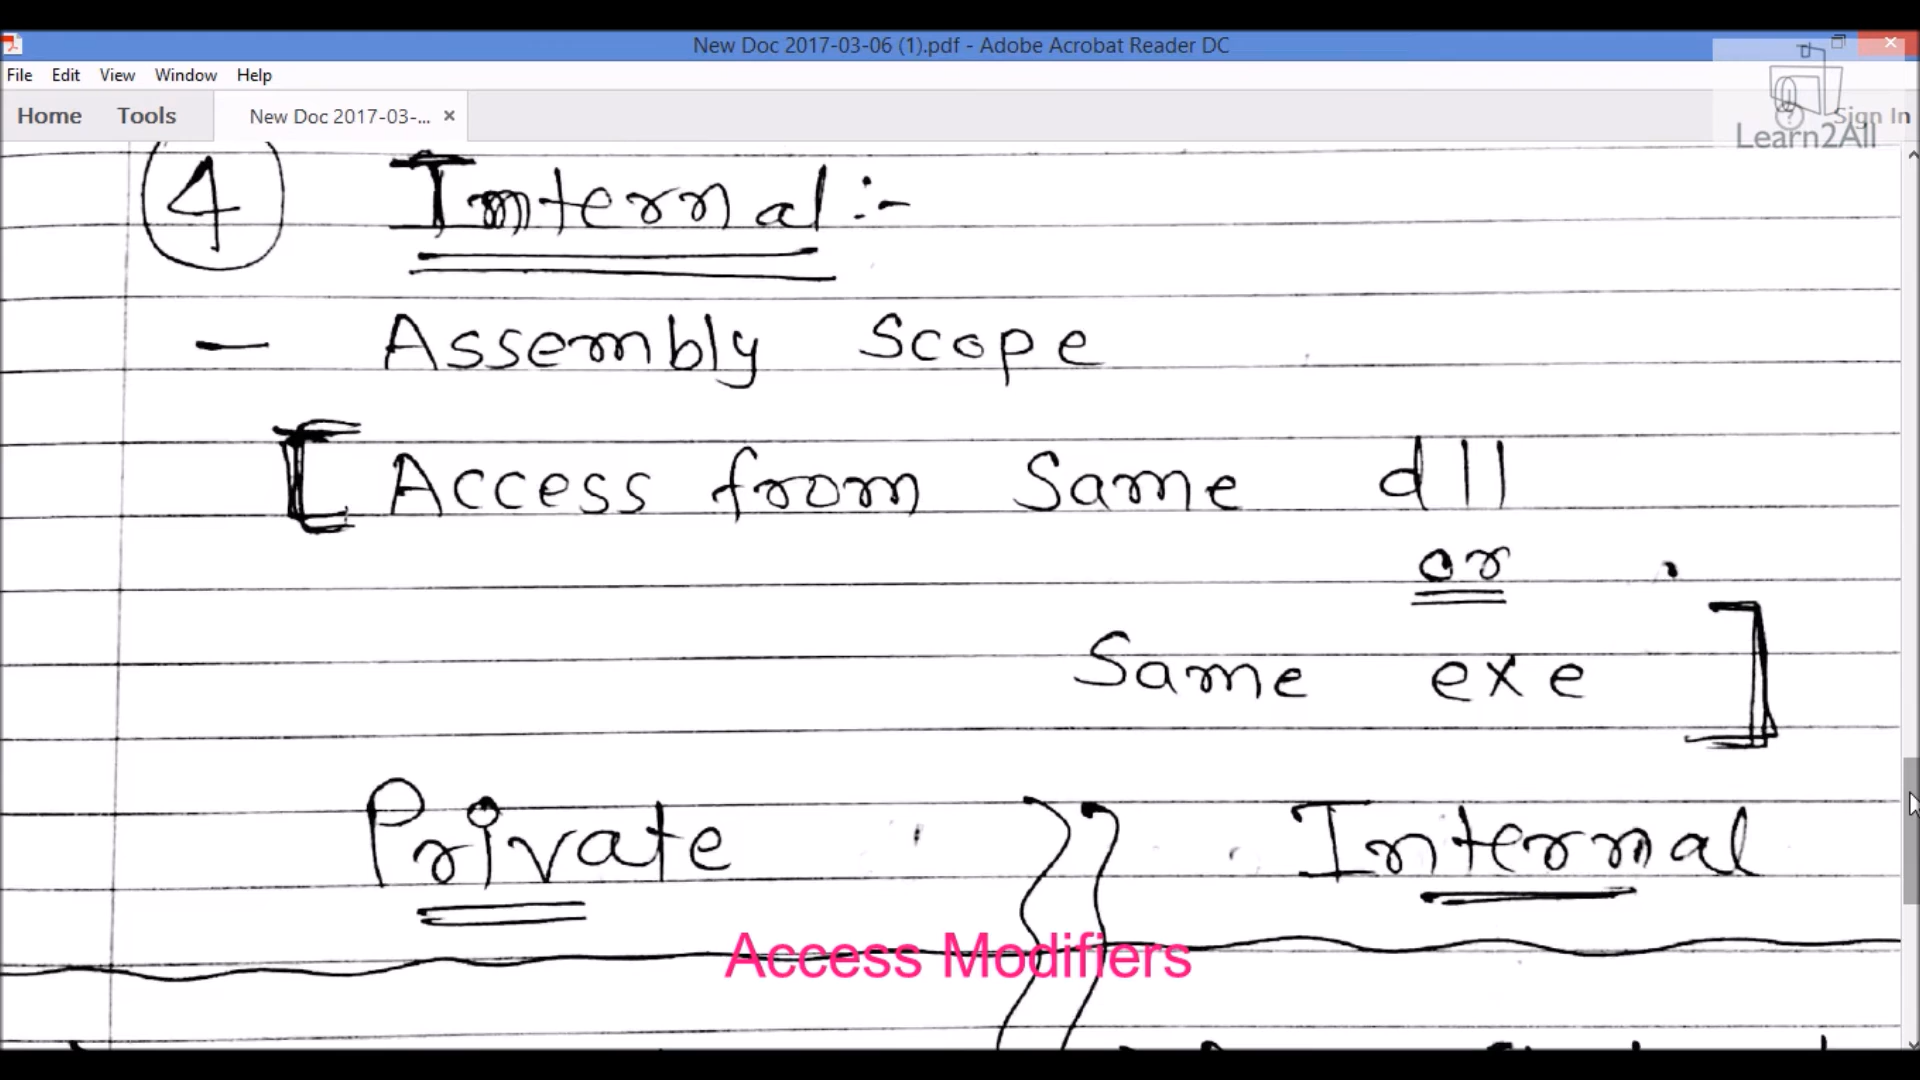 New Doc 2017-03-06 (1).pdf - Adobe Acrobat Reader DC
File Edit View Window Help
Home Tools New Doc 2017-03-... × Sign In
Learn2All
4 Internal :-
— Assembly Scope
[ Access from Same dll
or
Same exe ]
Private Internal
Access Modifiers